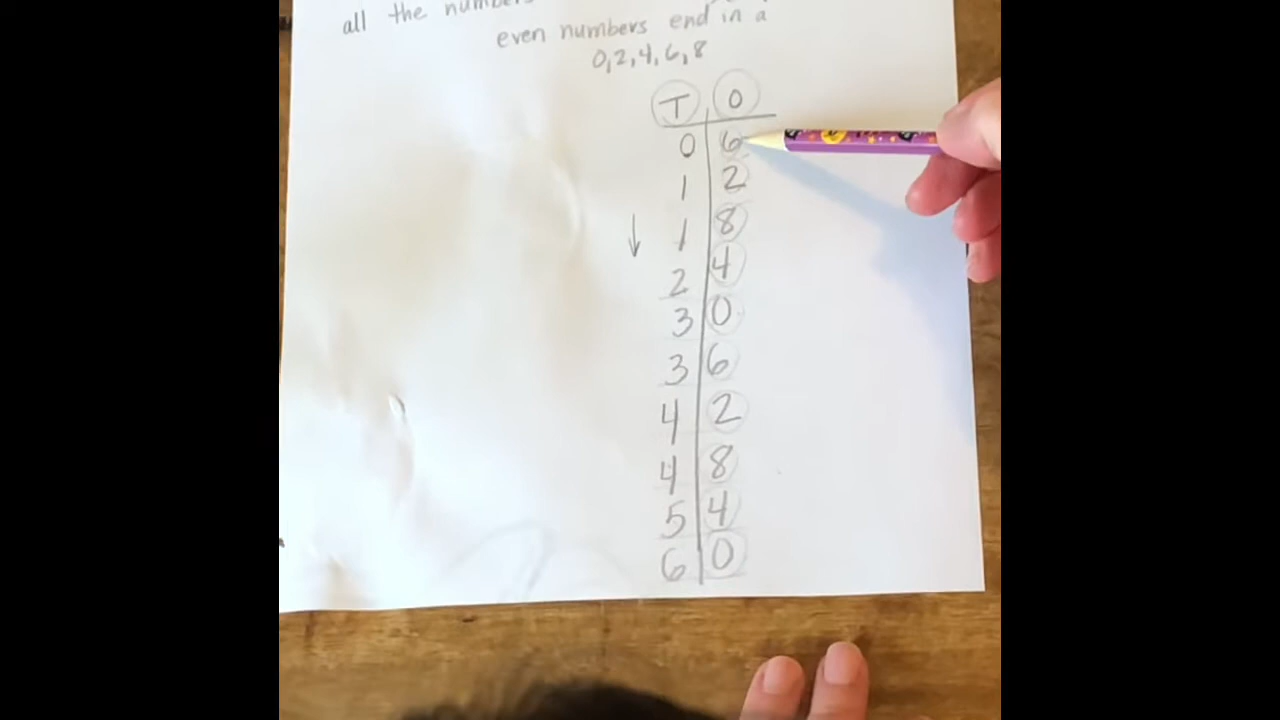 all the numbers
even numbers end in a
0, 2, 4, 6, 8
T O
0 6
1 2
1 8
2 4
3 0
3 6
4 2
4 8
5 4
6 0